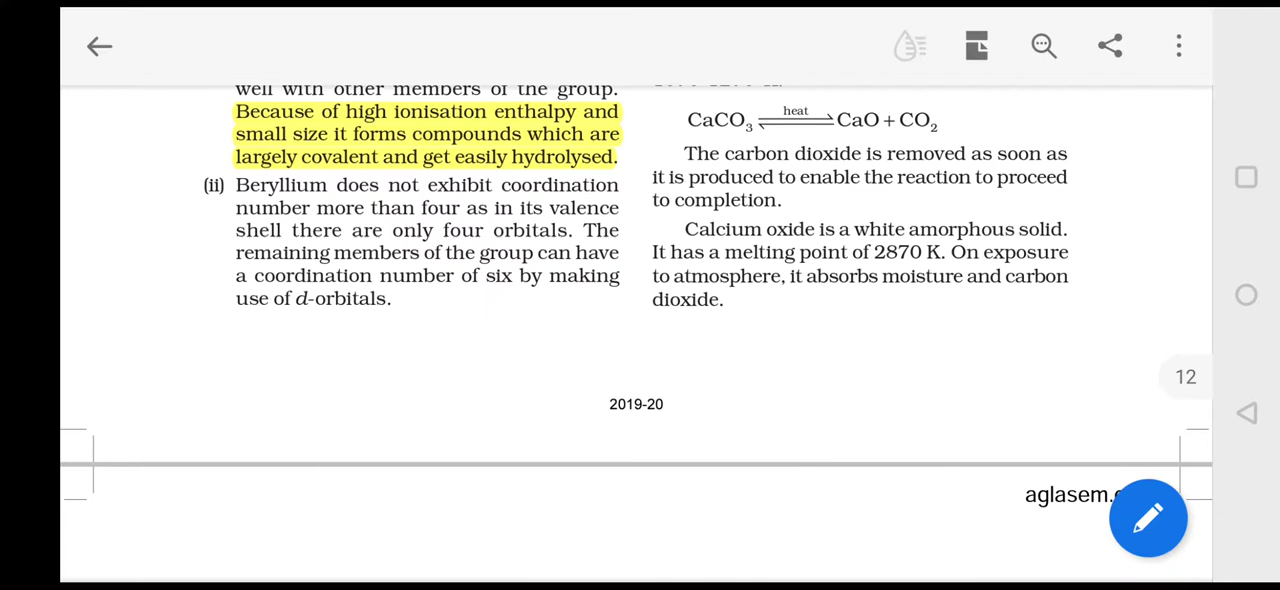 well with other members of the group.
Because of high ionisation enthalpy and
small size it forms compounds which are
largely covalent and get easily hydrolysed.
(ii) Beryllium does not exhibit coordination
number more than four as in its valence
shell there are only four orbitals. The
remaining members of the group can have
a coordination number of six by making
use of d-orbitals.
heat
CaCO₃ ⇌ CaO + CO₂
The carbon dioxide is removed as soon as
it is produced to enable the reaction to proceed
to completion.
Calcium oxide is a white amorphous solid.
It has a melting point of 2870 K. On exposure
to atmosphere, it absorbs moisture and carbon
dioxide.
12
2019-20
aglasem.